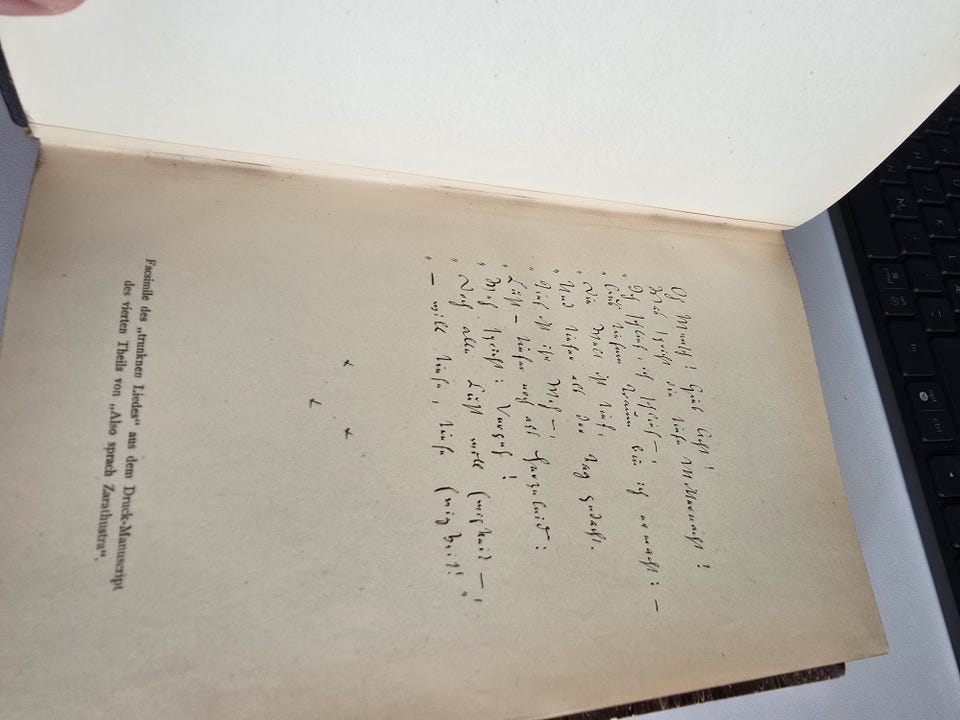 Oh Mensch! Gieb Acht!
Was spricht die tiefe Mitternacht!
„Ich schlief, ich schlief —,
„Aus tiefem Traum bin ich erwacht: —
„Die Welt ist tief,
„Und tiefer als der Tag gedacht.
„Tief ist ihr Weh —,
„Lust — tiefer noch als Herzeleid:
„Weh spricht: Vergeh!
„Doch alle Lust will Ewigkeit —,
„— will tiefe, tiefe Ewigkeit!"
Facsimile des „trunknen Liedes“ aus dem Druck-Manuscript
des vierten Theils von „Also sprach Zarathustra“.